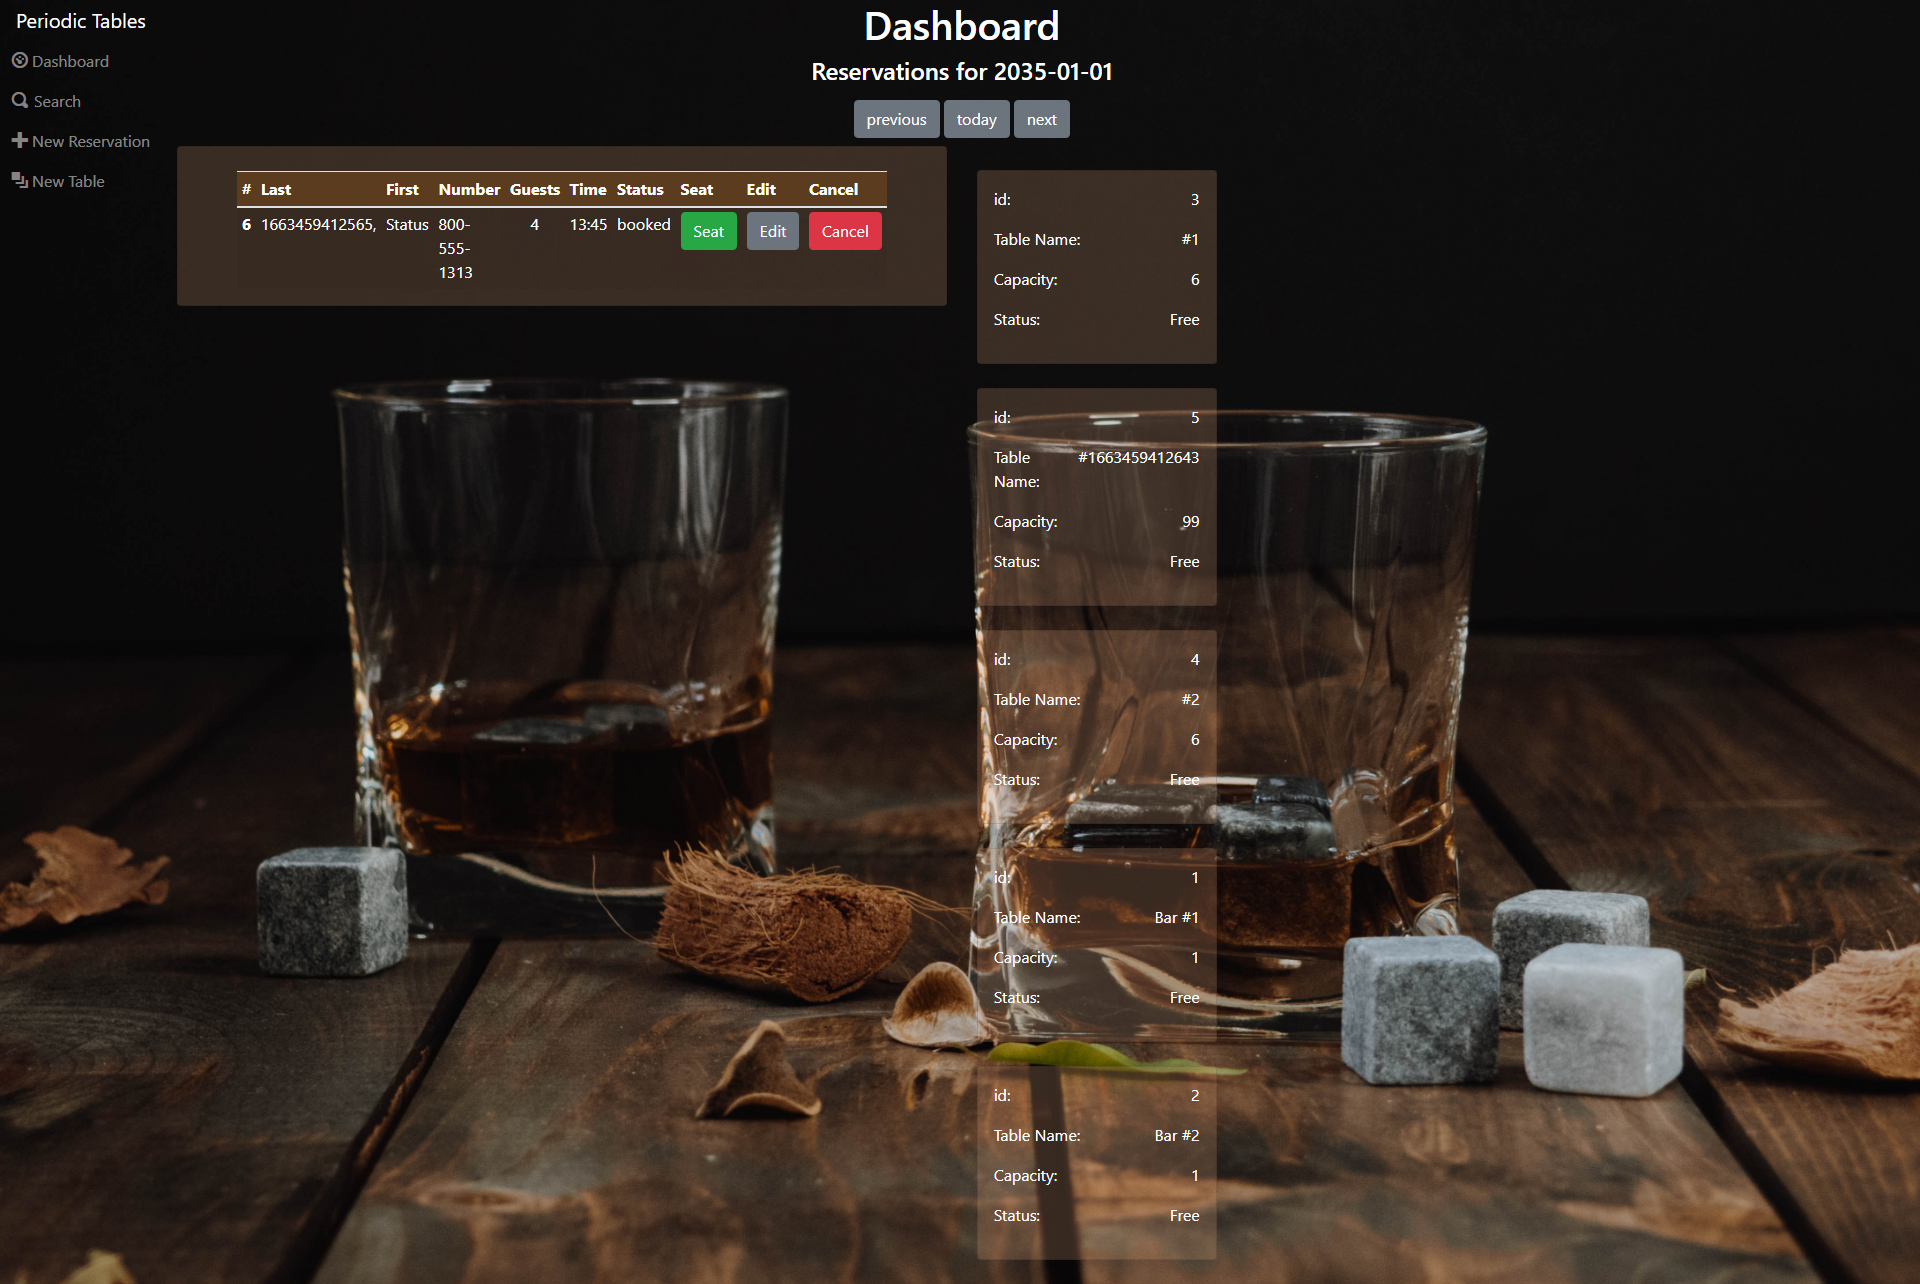 Periodic Tables
Dashboard
Search
New Reservation
New Table
Dashboard
Reservations for 2035-01-01
previous today next
# Last First Number Guests Time Status Seat Edit Cancel
6 1663459412565, Status 800-555-1313 4 13:45 booked Seat Edit Cancel
id: 3
Table Name: #1
Capacity: 6
Status: Free
id: 5
Table Name: #1663459412643
Capacity: 99
Status: Free
id: 4
Table Name: #2
Capacity: 6
Status: Free
id: 1
Table Name: Bar #1
Capacity: 1
Status: Free
id: 2
Table Name: Bar #2
Capacity: 1
Status: Free